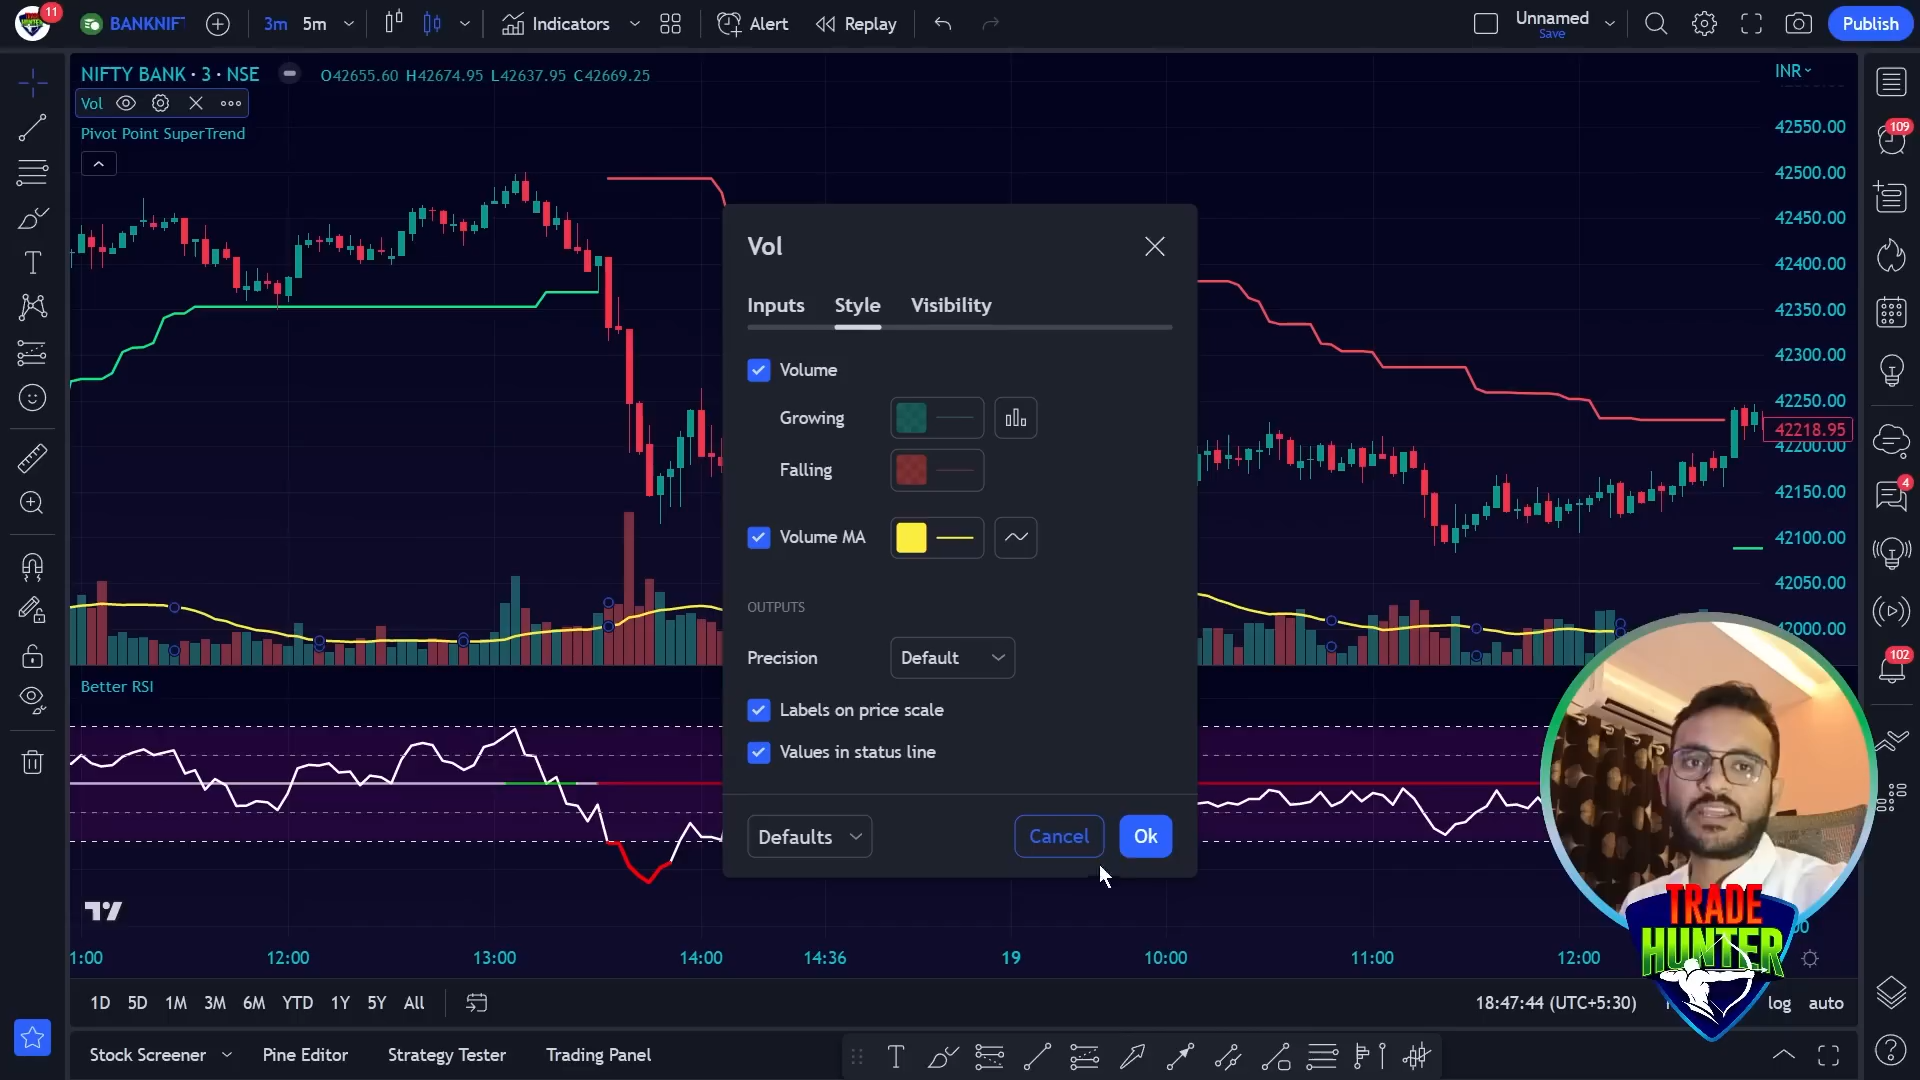 11
BANKNIFT
3m
5m
Indicators
Alert
Replay
Unnamed
Save
Publish
NIFTY BANK · 3 · NSE
O42655.60 H42674.95 L42637.95 C42669.25
INR
Vol
Pivot Point SuperTrend
42550.00
42500.00
42450.00
42400.00
42350.00
42300.00
42250.00
42218.95
42200.00
42150.00
42100.00
42050.00
42000.00
109
4
102
Vol
Inputs
Style
Visibility
Volume
Growing
Falling
Volume MA
OUTPUTS
Precision
Default
Labels on price scale
Values in status line
Defaults
Cancel
Ok
Better RSI
TRADE
HUNTER
1:00
12:00
13:00
14:00
14:36
19
10:00
11:00
12:00
1D
5D
1M
3M
6M
YTD
1Y
5Y
All
18:47:44 (UTC+5:30)
log
auto
Stock Screener
Pine Editor
Strategy Tester
Trading Panel